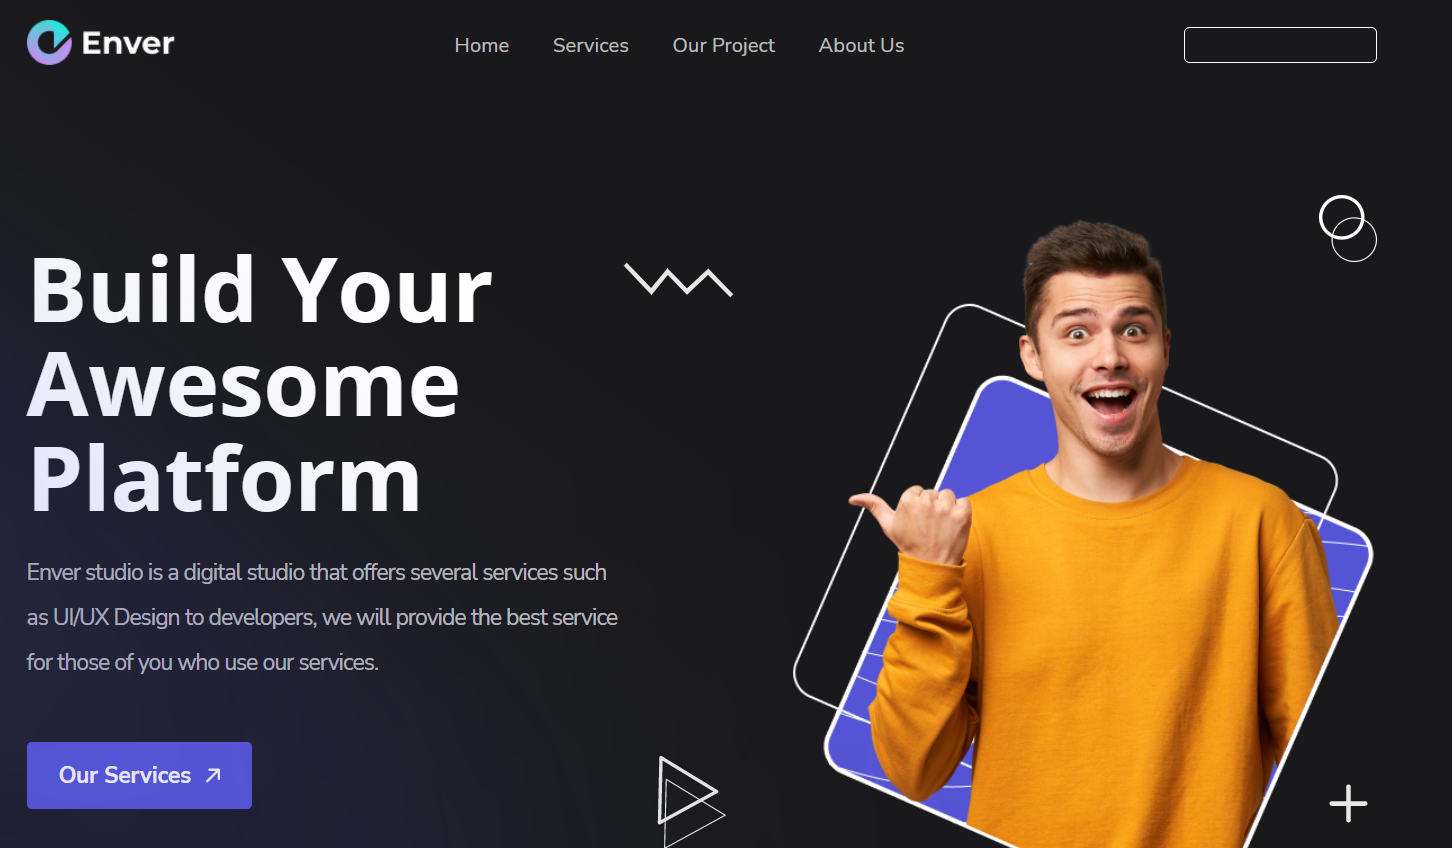 Enver
Home Services Our Project About Us
Build Your
Awesome
Platform
Enver studio is a digital studio that offers several services such
as UI/UX Design to developers, we will provide the best service
for those of you who use our services.
Our Services